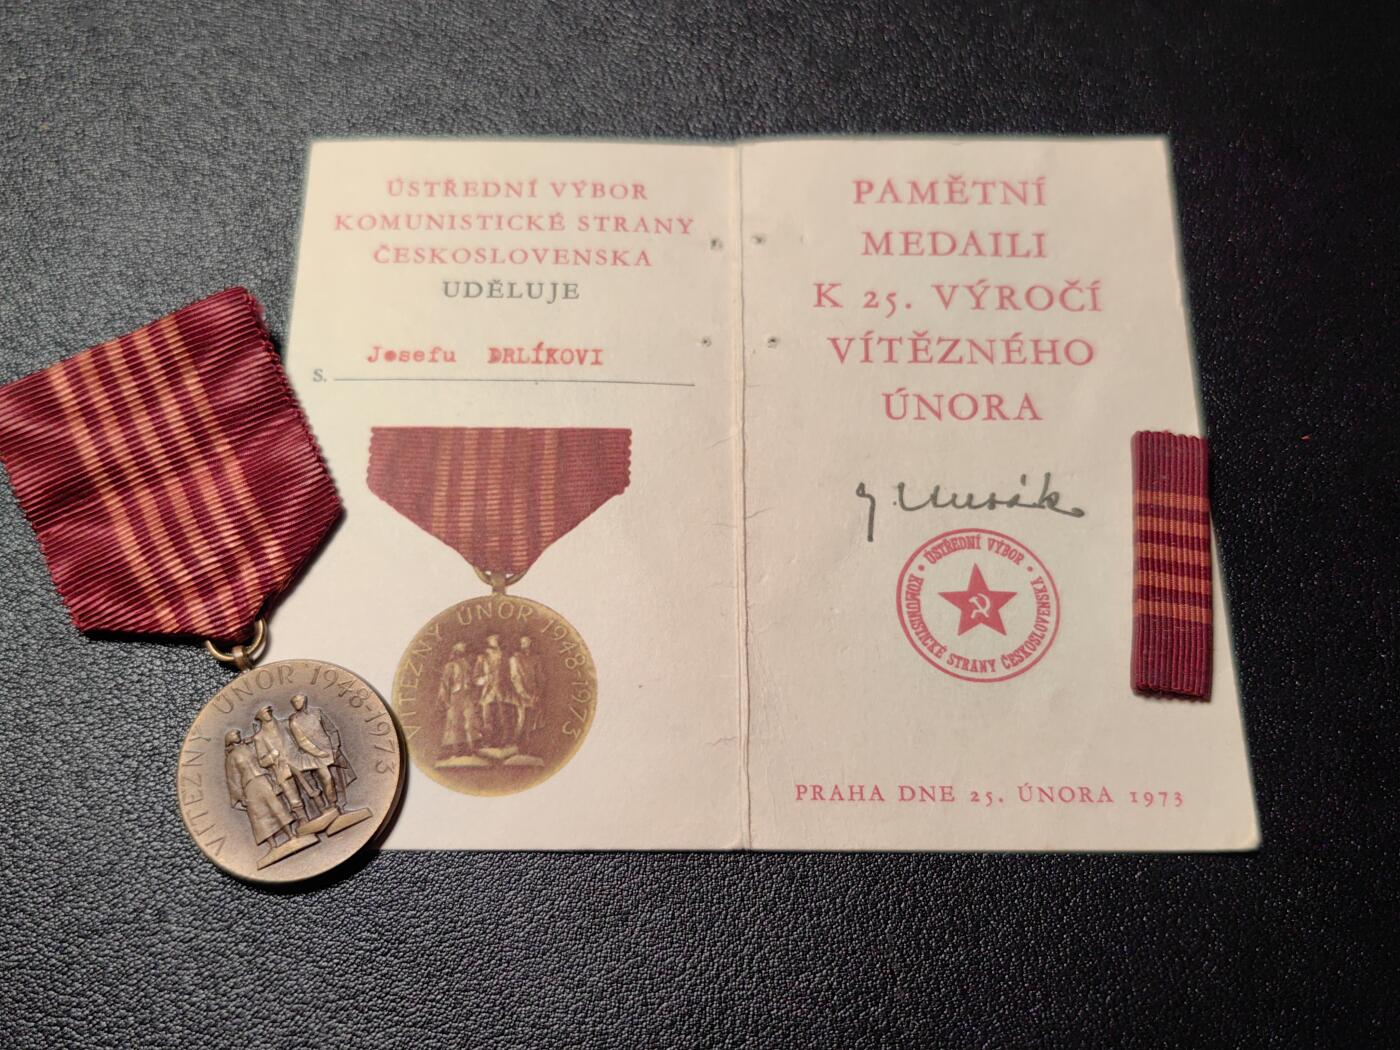 ÚSTŘEDNÍ VÝBOR
KOMUNISTICKÉ STRANY
ČESKOSLOVENSKA
UDĚLUJE
Josefu DRLÍKOVI
S.
VÍTĚZNÝ ÚNOR 1948-1973
VÍTĚZNÝ ÚNOR 1948-1973
PAMĚTNÍ
MEDAILI
K 25. VÝROČÍ
VÍTĚZNÉHO
ÚNORA
G. Husák
ÚSTŘEDNÍ VÝBOR
KOMUNISTICKÉ STRANY ČESKOSLOVENSKA
PRAHA DNE 25. ÚNORA 1973